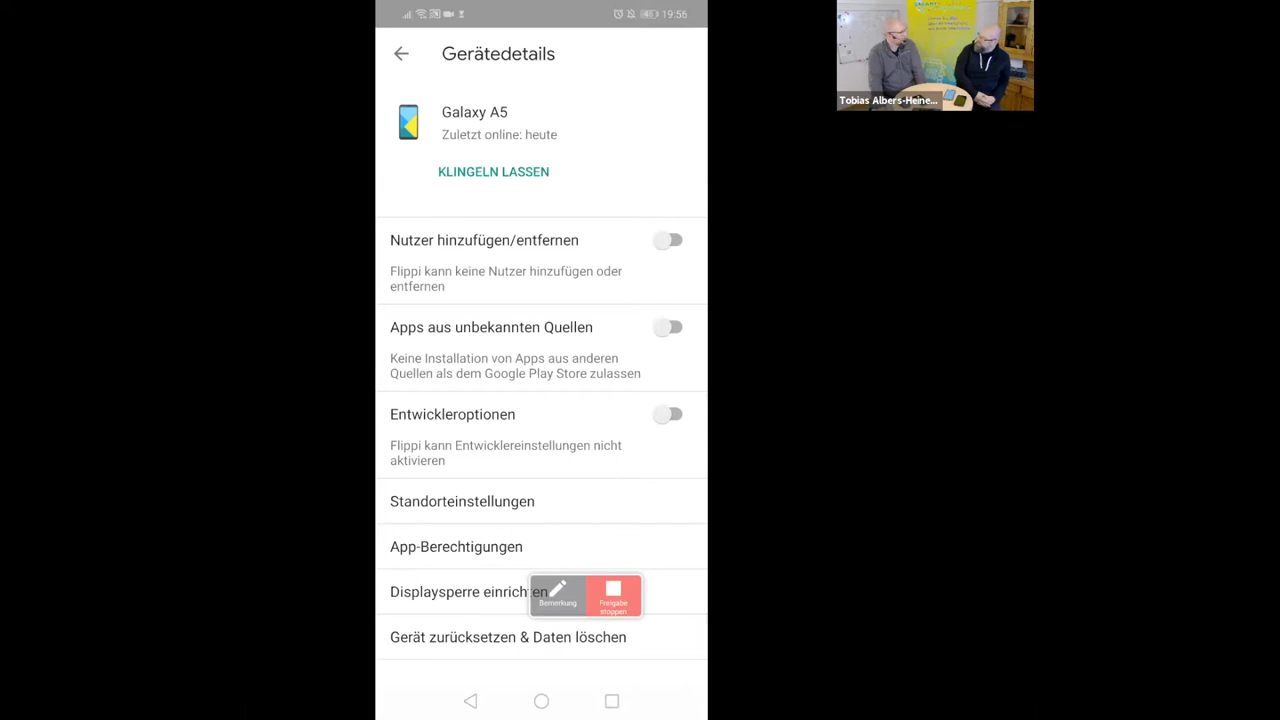 19:56
Gerätedetails
Galaxy A5
Zuletzt online: heute
KLINGELN LASSEN
Nutzer hinzufügen/entfernen
Flippi kann keine Nutzer hinzufügen oder
entfernen
Apps aus unbekannten Quellen
Keine Installation von Apps aus anderen
Quellen als dem Google Play Store zulassen
Entwickleroptionen
Flippi kann Entwicklereinstellungen nicht
aktivieren
Standorteinstellungen
App-Berechtigungen
Displaysperre einrichten
Bemerkung
Freigabe
stoppen
Gerät zurücksetzen & Daten löschen
Tobias Albers-Heine...